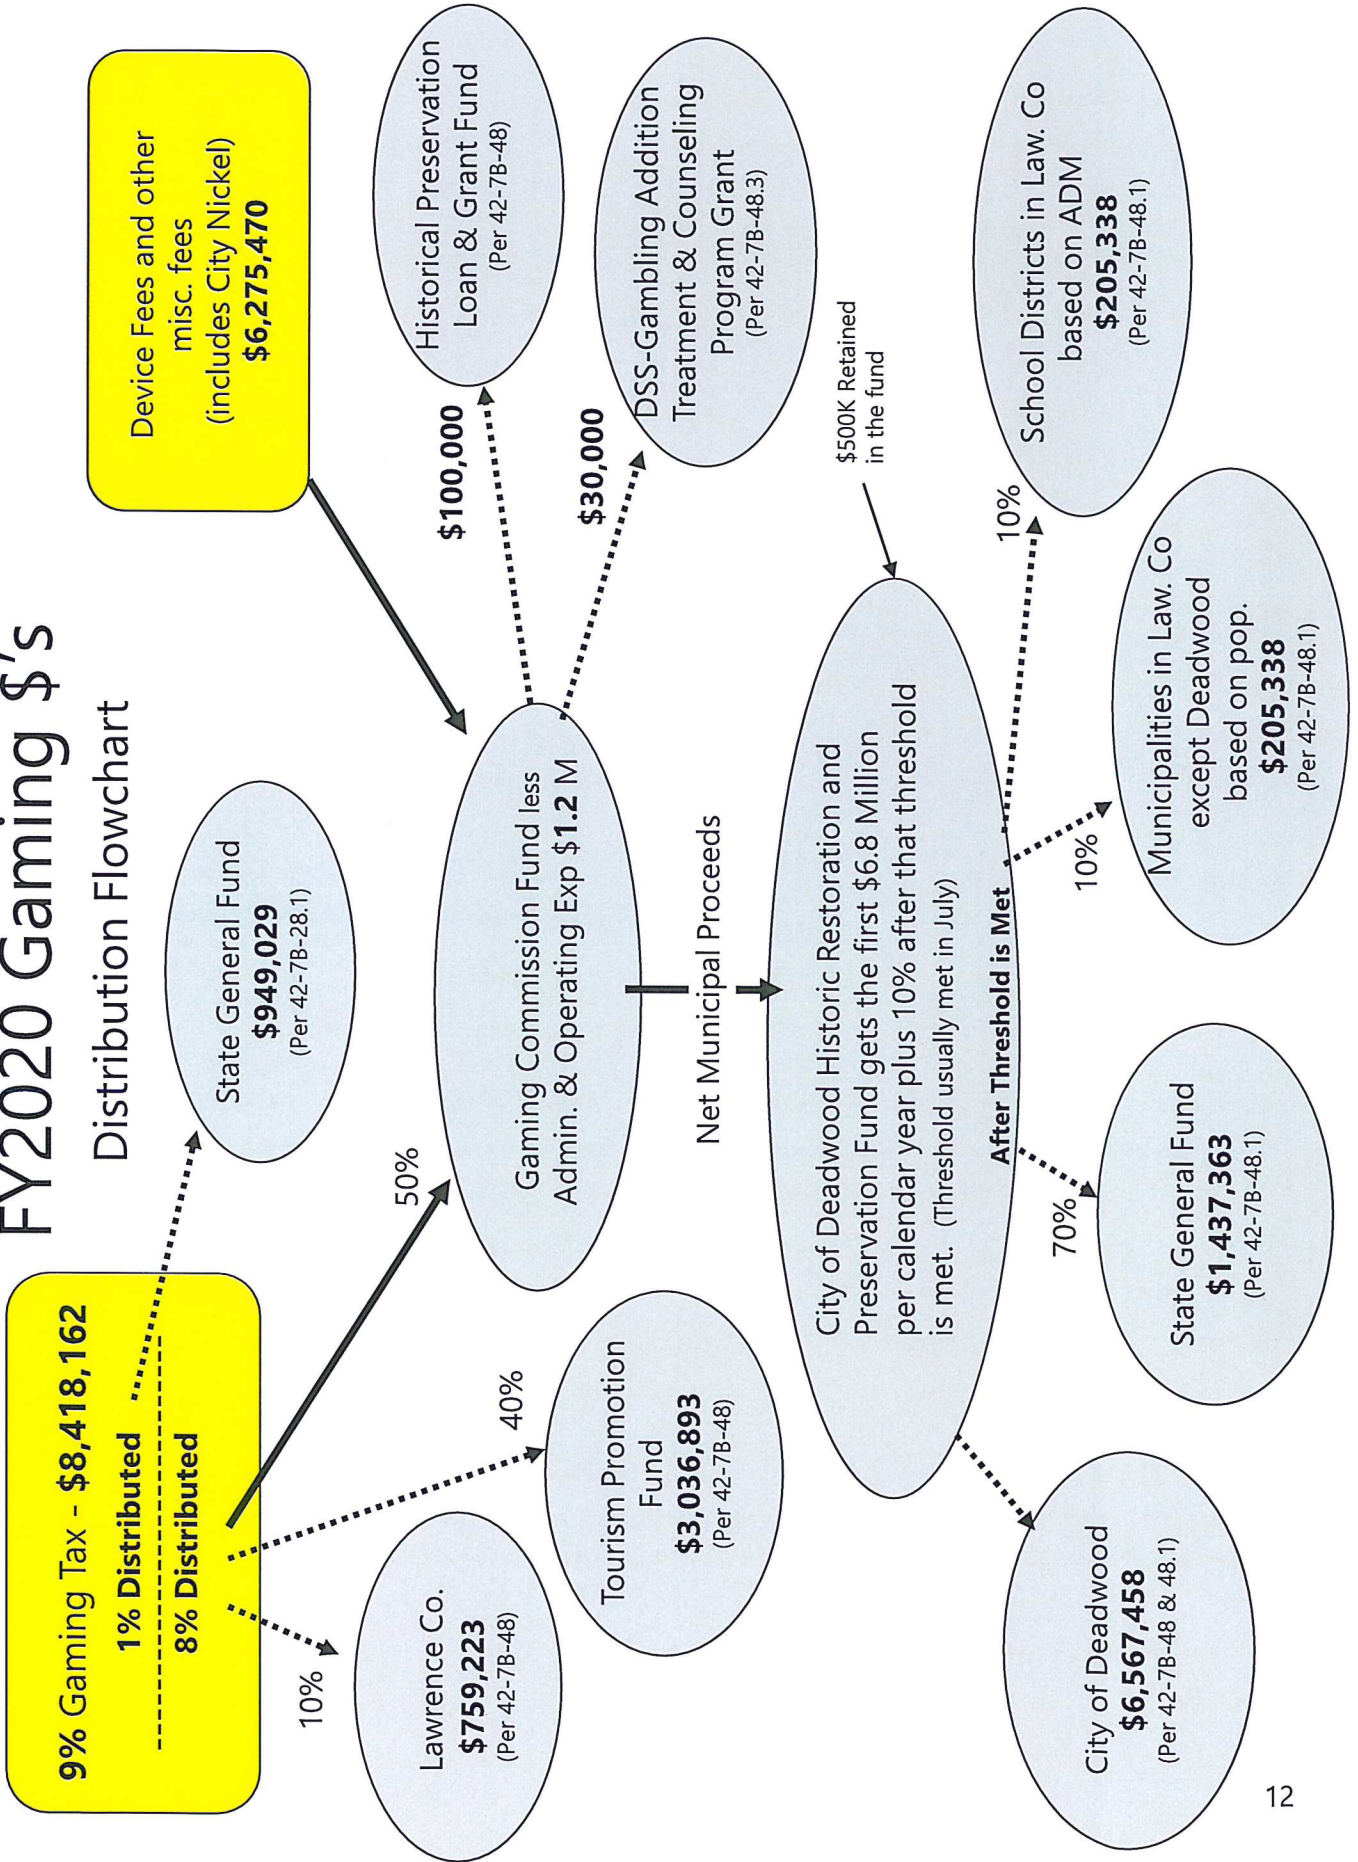 FY2020 Gaming $'s
Distribution Flowchart
9% Gaming Tax - $8,418,162
1% Distributed
8% Distributed
Device Fees and other
misc. fees
(includes City Nickel)
$6,275,470
State General Fund
$949,029
(Per 42-7B-28.1)
10%
40%
50%
Lawrence Co.
$759,223
(Per 42-7B-48)
Tourism Promotion
Fund
$3,036,893
(Per 42-7B-48)
Gaming Commission Fund less
Admin. & Operating Exp $1.2 M
$100,000
Historical Preservation
Loan & Grant Fund
(Per 42-7B-48)
$30,000
DSS-Gambling Addition
Treatment & Counseling
Program Grant
(Per 42-7B-48.3)
Net Municipal Proceeds
$500K Retained
in the fund
City of Deadwood Historic Restoration and
Preservation Fund gets the first $6.8 Million
per calendar year plus 10% after that threshold
is met. (Threshold usually met in July)
After Threshold is Met
70%
10%
10%
City of Deadwood
$6,567,458
(Per 42-7B-48 & 48.1)
State General Fund
$1,437,363
(Per 42-7B-48.1)
Municipalities in Law. Co
except Deadwood
based on pop.
$205,338
(Per 42-7B-48.1)
School Districts in Law. Co
based on ADM
$205,338
(Per 42-7B-48.1)
12